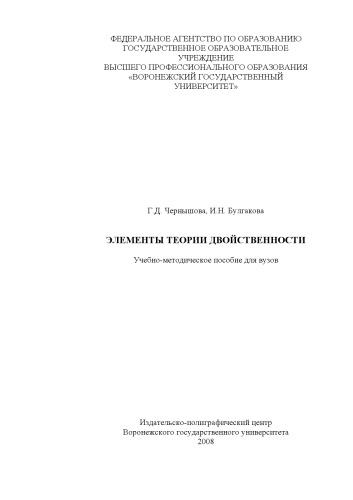 ФЕДЕРАЛЬНОЕ АГЕНТСТВО ПО ОБРАЗОВАНИЮ
ГОСУДАРСТВЕННОЕ ОБРАЗОВАТЕЛЬНОЕ
УЧРЕЖДЕНИЕ
ВЫСШЕГО ПРОФЕССИОНАЛЬНОГО ОБРАЗОВАНИЯ
«ВОРОНЕЖСКИЙ ГОСУДАРСТВЕННЫЙ
УНИВЕРСИТЕТ»
Г.Д. Чернышова, И.Н. Булгакова
ЭЛЕМЕНТЫ ТЕОРИИ ДВОЙСТВЕННОСТИ
Учебно-методическое пособие для вузов
Издательско-полиграфический центр
Воронежского государственного университета
2008